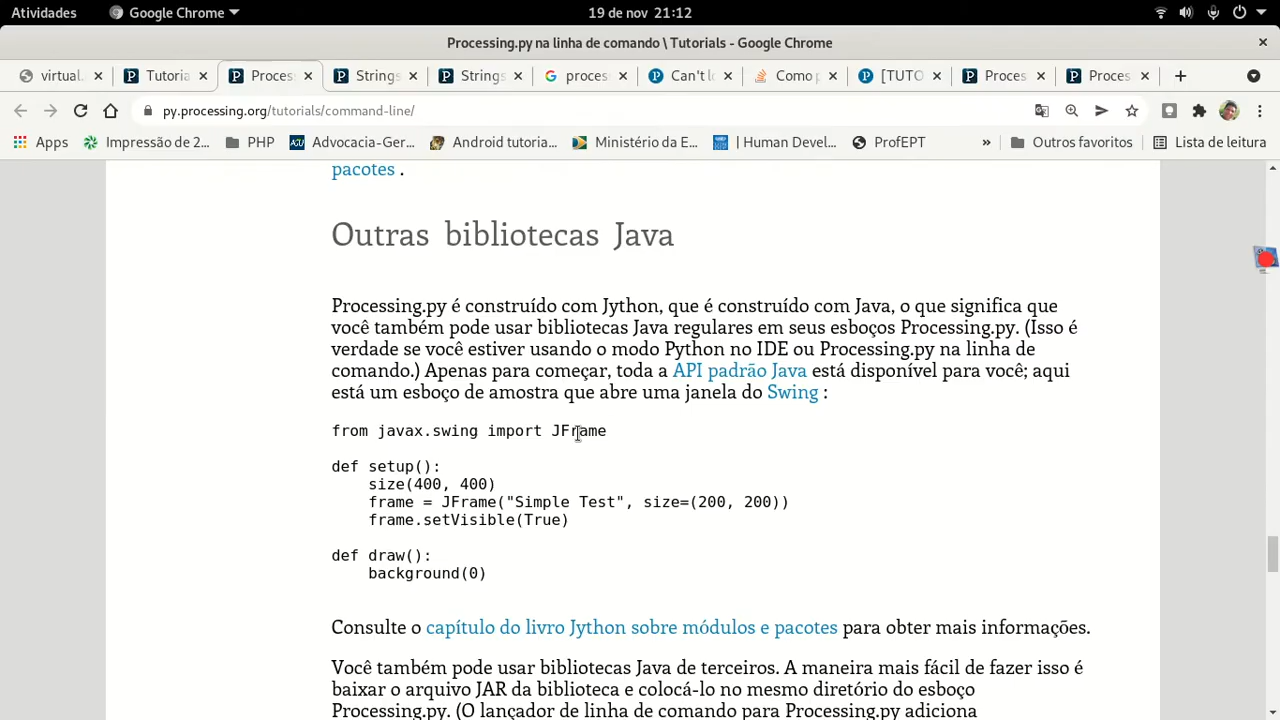 Atividades
Google Chrome
19 de nov 21:12
Processing.py na linha de comando \ Tutorials - Google Chrome
virtual.
Tutoria
Proces
Strings
Strings
proces
Can't l
Como p
[TUTO
Proces
Proces
py.processing.org/tutorials/command-line/
Apps
Impressão de 2...
PHP
Advocacia-Ger...
Android tutoria...
Ministério da E...
| Human Devel...
ProfEPT
»
Outros favoritos
Lista de leitura
pacotes .
Outras bibliotecas Java
Processing.py é construído com Jython, que é construído com Java, o que significa que
você também pode usar bibliotecas Java regulares em seus esboços Processing.py. (Isso é
verdade se você estiver usando o modo Python no IDE ou Processing.py na linha de
comando.) Apenas para começar, toda a API padrão Java está disponível para você; aqui
está um esboço de amostra que abre uma janela do Swing :
from javax.swing import JFrame
def setup():
    size(400, 400)
    frame = JFrame("Simple Test", size=(200, 200))
    frame.setVisible(True)
def draw():
    background(0)
Consulte o capítulo do livro Jython sobre módulos e pacotes para obter mais informações.
Você também pode usar bibliotecas Java de terceiros. A maneira mais fácil de fazer isso é
baixar o arquivo JAR da biblioteca e colocá-lo no mesmo diretório do esboço
Processing.py. (O lançador de linha de comando para Processing.py adiciona